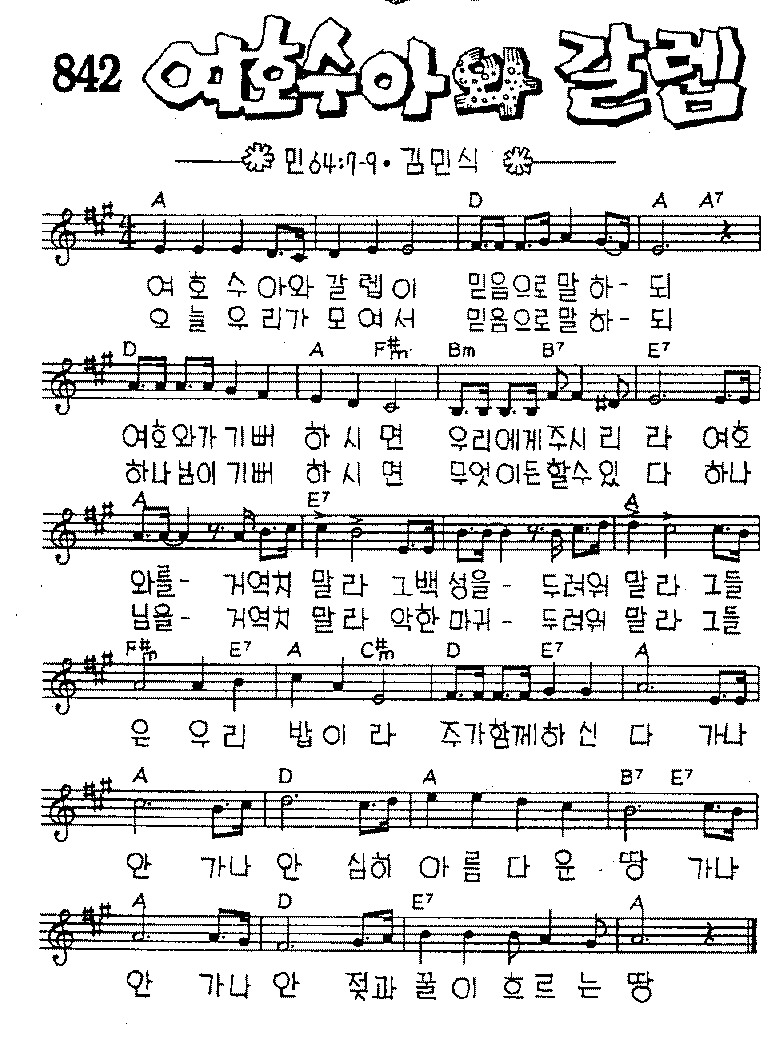 842 여호수아와 갈렙
민64:7-9 · 김민식
A D A A7
4/4
여호수아와 갈렙이 믿음으로말하-되
오늘우리가 모여서 믿음으로말하-되
D A F#m Bm B7 E7
여호와가기뻐 하시면 우리에게주시리라 여호
하나님이기뻐 하시면 무엇이든할수있다 하나
A E7 A
와를- 거역치 말라 그백성을- 두려워 말라 그들
님을- 거역치 말라 악한마귀- 두려워 말라 그들
F#m E7 A C#m D E7 A
은 우리 밥이라 주가함께하신다 가나
A D A B7 E7
안 가나안 심히 아름다운 땅 가나
A D E7 A
안 가나안 젖과꿀이흐르는땅